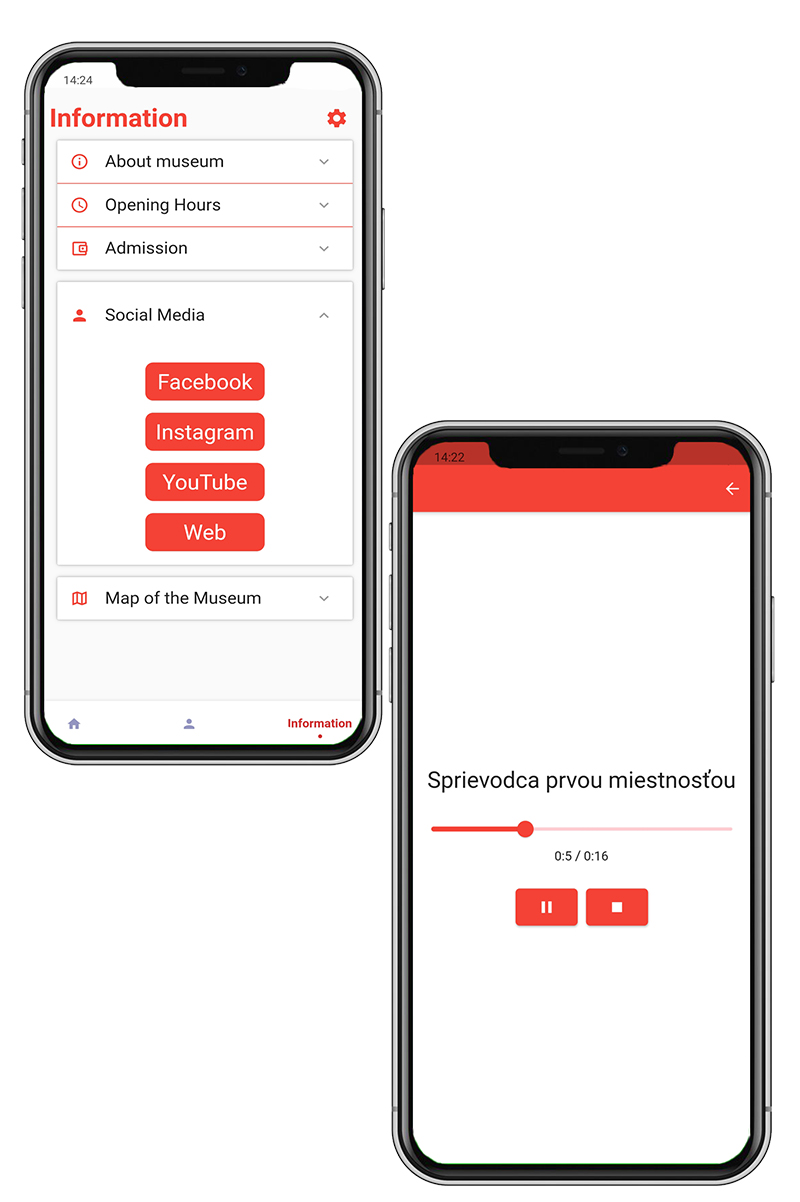 14:24
Information
About museum
Opening Hours
Admission
Social Media
Facebook
Instagram
YouTube
Web
Map of the Museum
Information
14:22
Sprievodca prvou miestnosťou
0:5 / 0:16